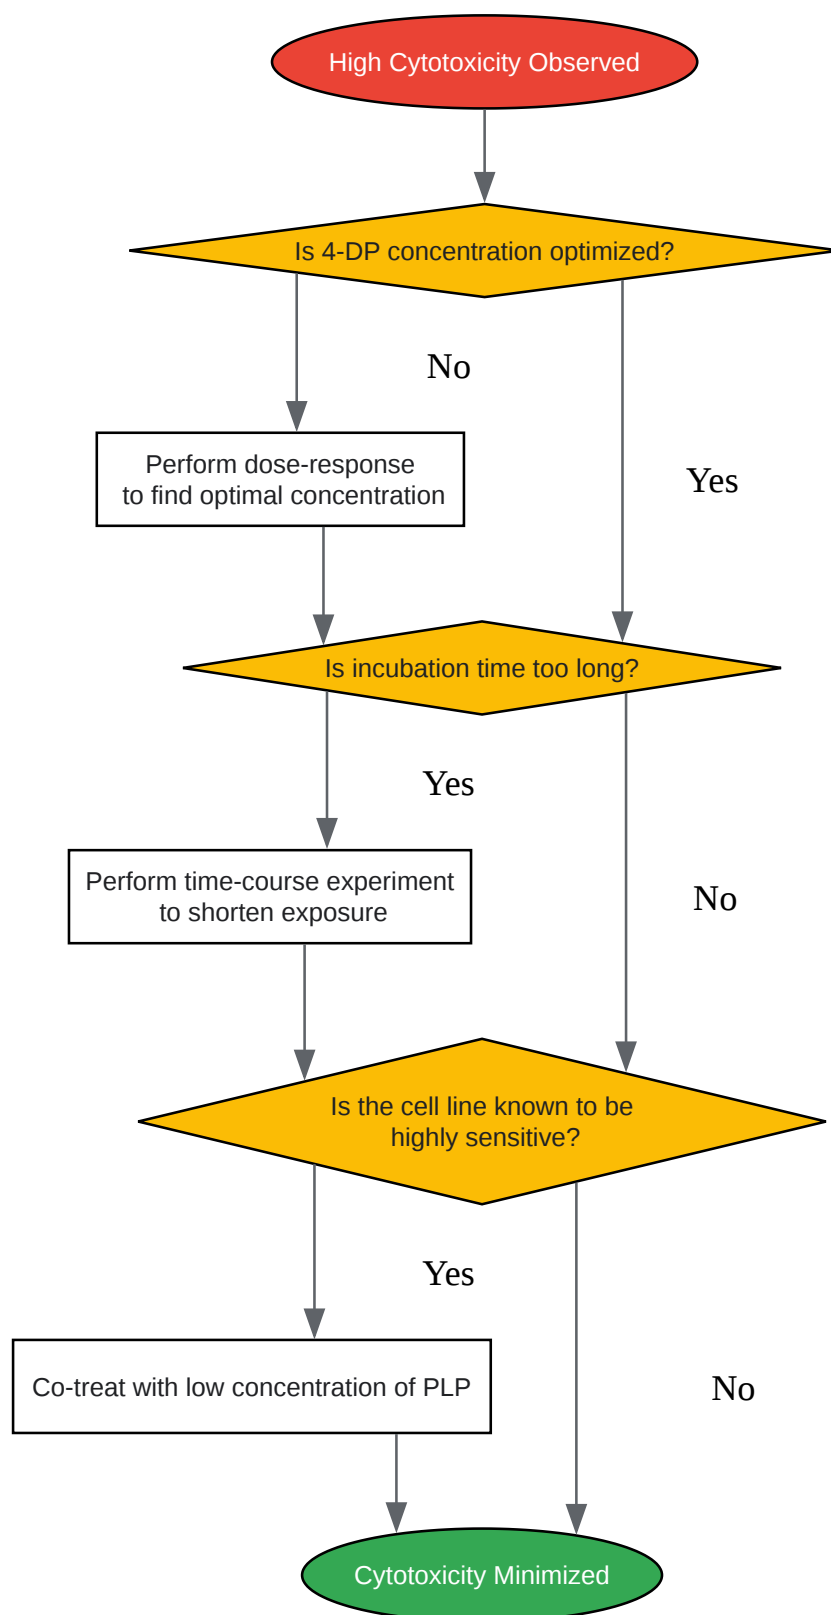 High Cytotoxicity Observed
Is 4-DP concentration optimized?
No
Perform dose-response
to find optimal concentration
Yes
Is incubation time too long?
Yes
Perform time-course experiment
to shorten exposure
No
Is the cell line known to be
highly sensitive?
Yes
Co-treat with low concentration of PLP
No
Cytotoxicity Minimized